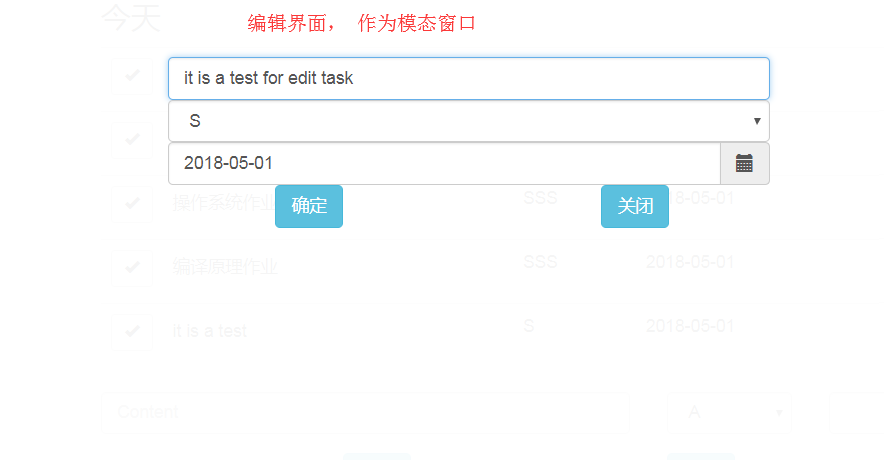 今天
编辑界面， 作为模态窗口
it is a test for edit task
S
2018-05-01
确定 关闭
操作系统作业 SSS 2018-05-01
编译原理作业 SSS 2018-05-01
it is a test S 2018-05-01
Content A